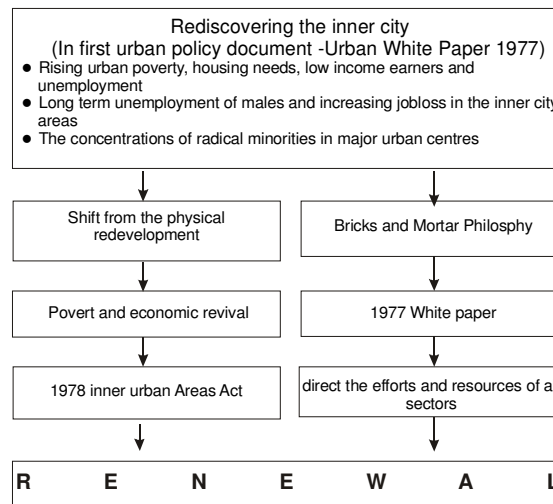 Rediscovering the inner city
(In first urban policy document -Urban White Paper 1977)
● Rising urban poverty, housing needs, low income earners and
unemployment
● Long term unemployment of males and increasing jobloss in the inner city
areas
● The concentrations of radical minorities in major urban centres
Shift from the physical
redevelopment
Bricks and Mortar Philosphy
Povert and economic revival
1977 White paper
1978 inner urban Areas Act
direct the efforts and resources of a
sectors
R E N E W A L